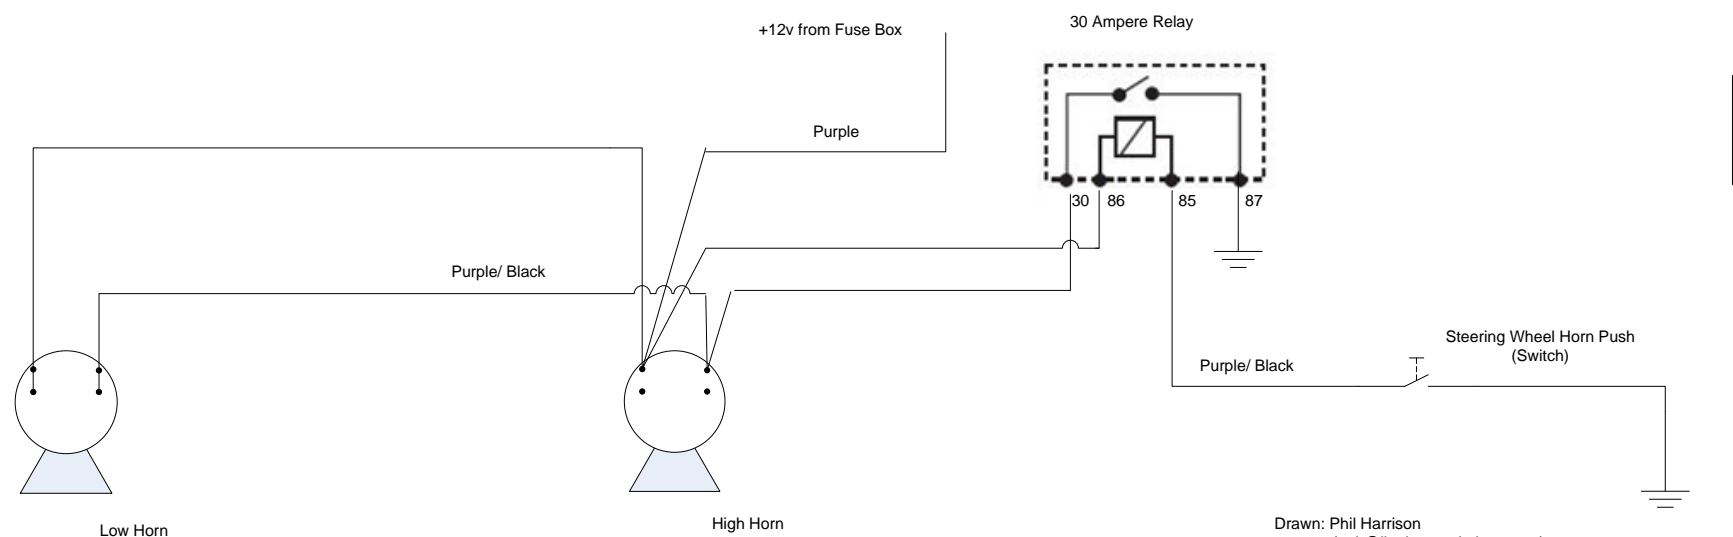 +12v from Fuse Box
30 Ampere Relay
Purple
30
86
85
87
Purple/ Black
Steering Wheel Horn Push
(Switch)
Purple/ Black
Low Horn
High Horn
Drawn: Phil Harrison